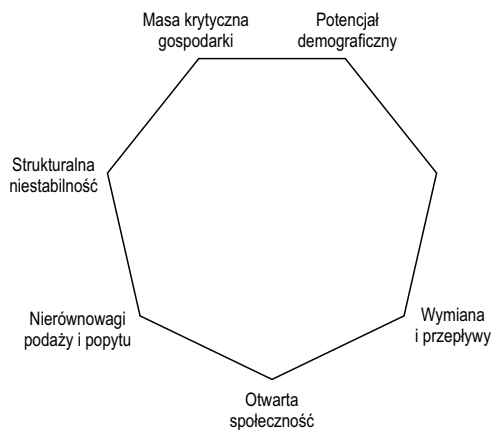 Masa krytyczna
gospodarki
Potencjał
demograficzny
Strukturalna
niestabilność
Nierównowagi
podaży i popytu
Wymiana
i przepływy
Otwarta
społeczność